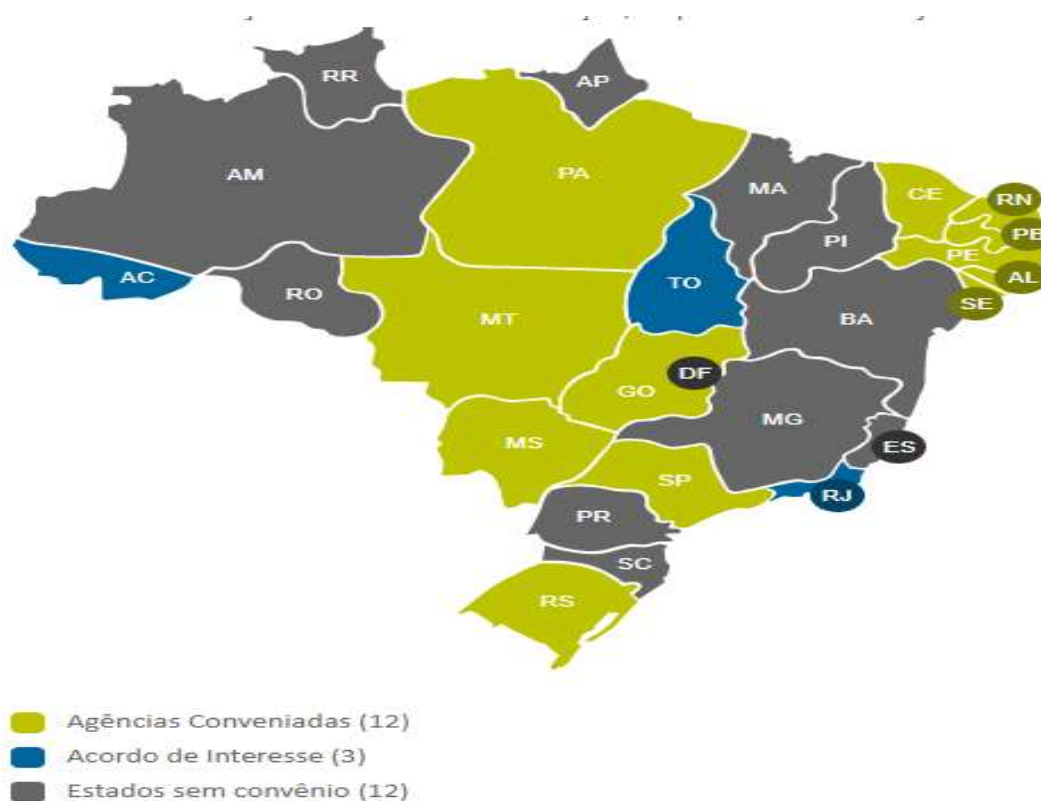 RR
AP
AM
PA
MA
CE
RN
PI
PB
PE
AC
RO
TO
AL
SE
MT
BA
DF
GO
MG
MS
ES
SP
RJ
PR
SC
RS
Agências Conveniadas (12)
Acordo de Interesse (3)
Estados sem convênio (12)